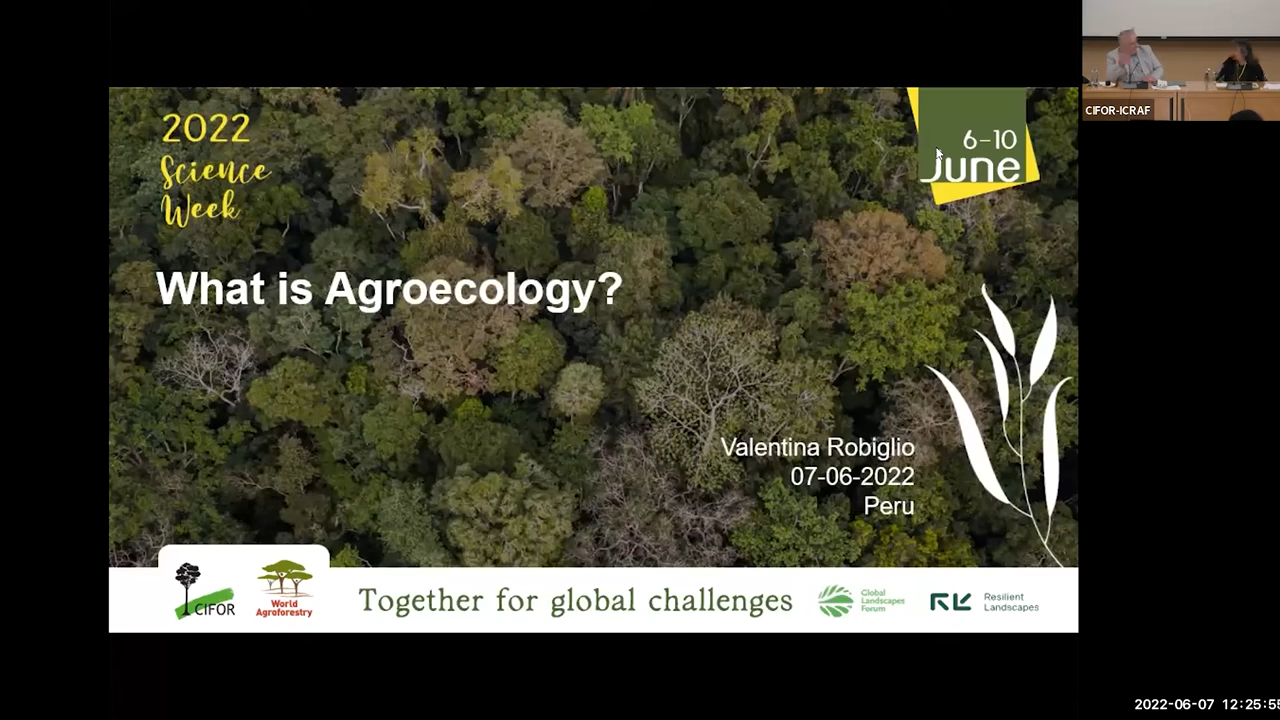 2022
Science
Week
6-10
June
CIFOR-ICRAF
What is Agroecology?
Valentina Robiglio
07-06-2022
Peru
CIFOR
World
Agroforestry
Together for global challenges
Global
Landscapes
Forum
Resilient
Landscapes
2022-06-07 12:25:55